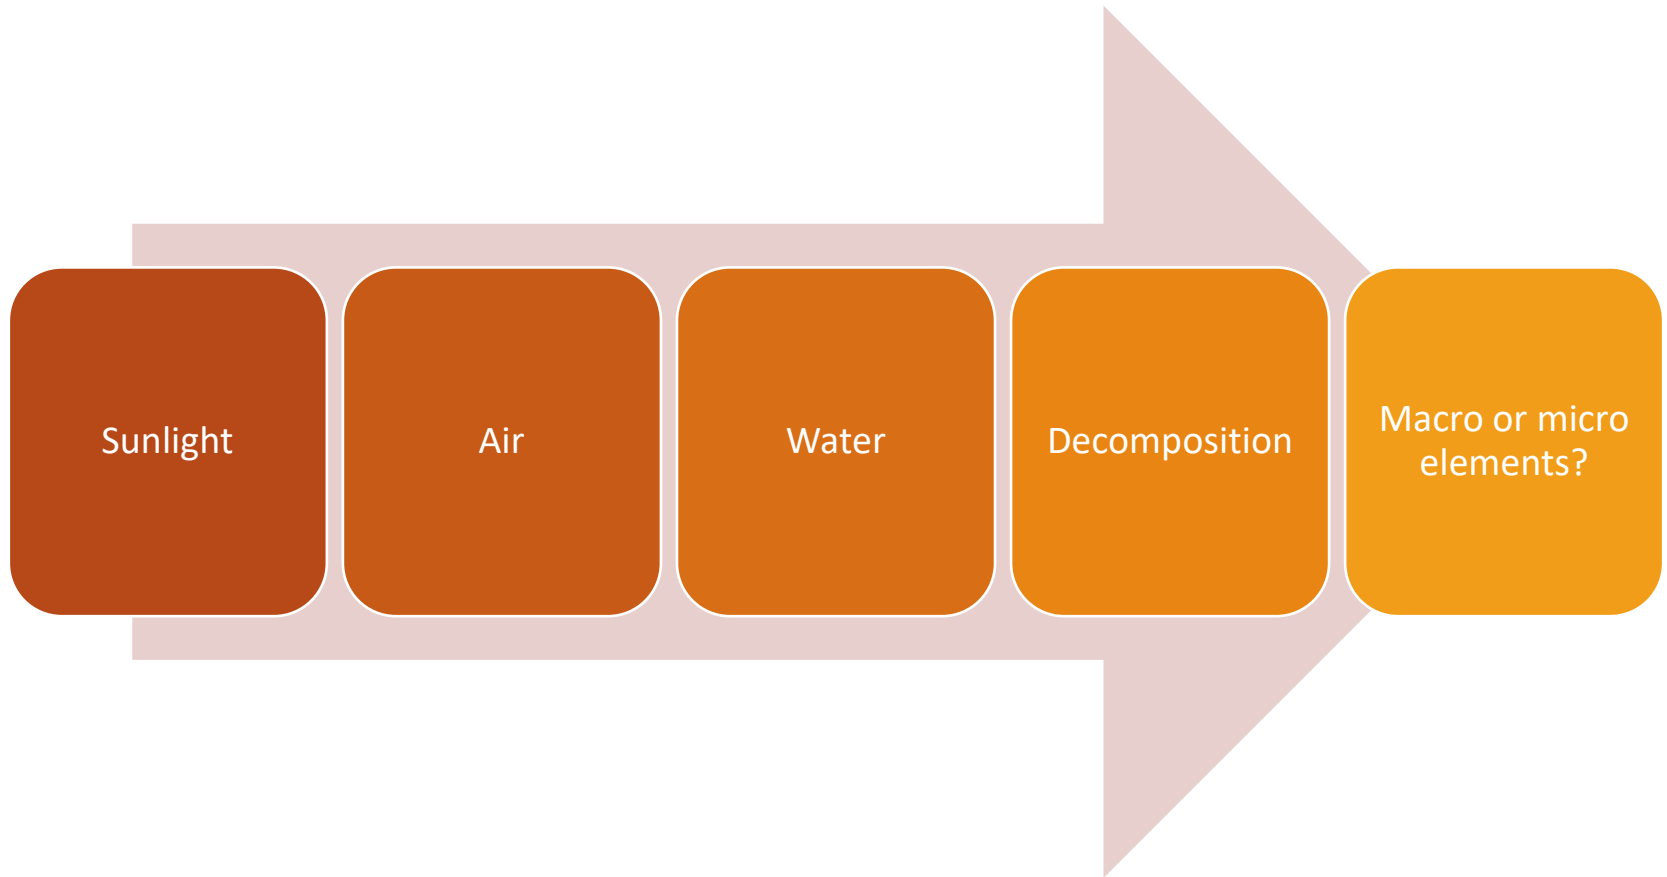 Sunlight
Air
Water
Decomposition
Macro or micro
elements?